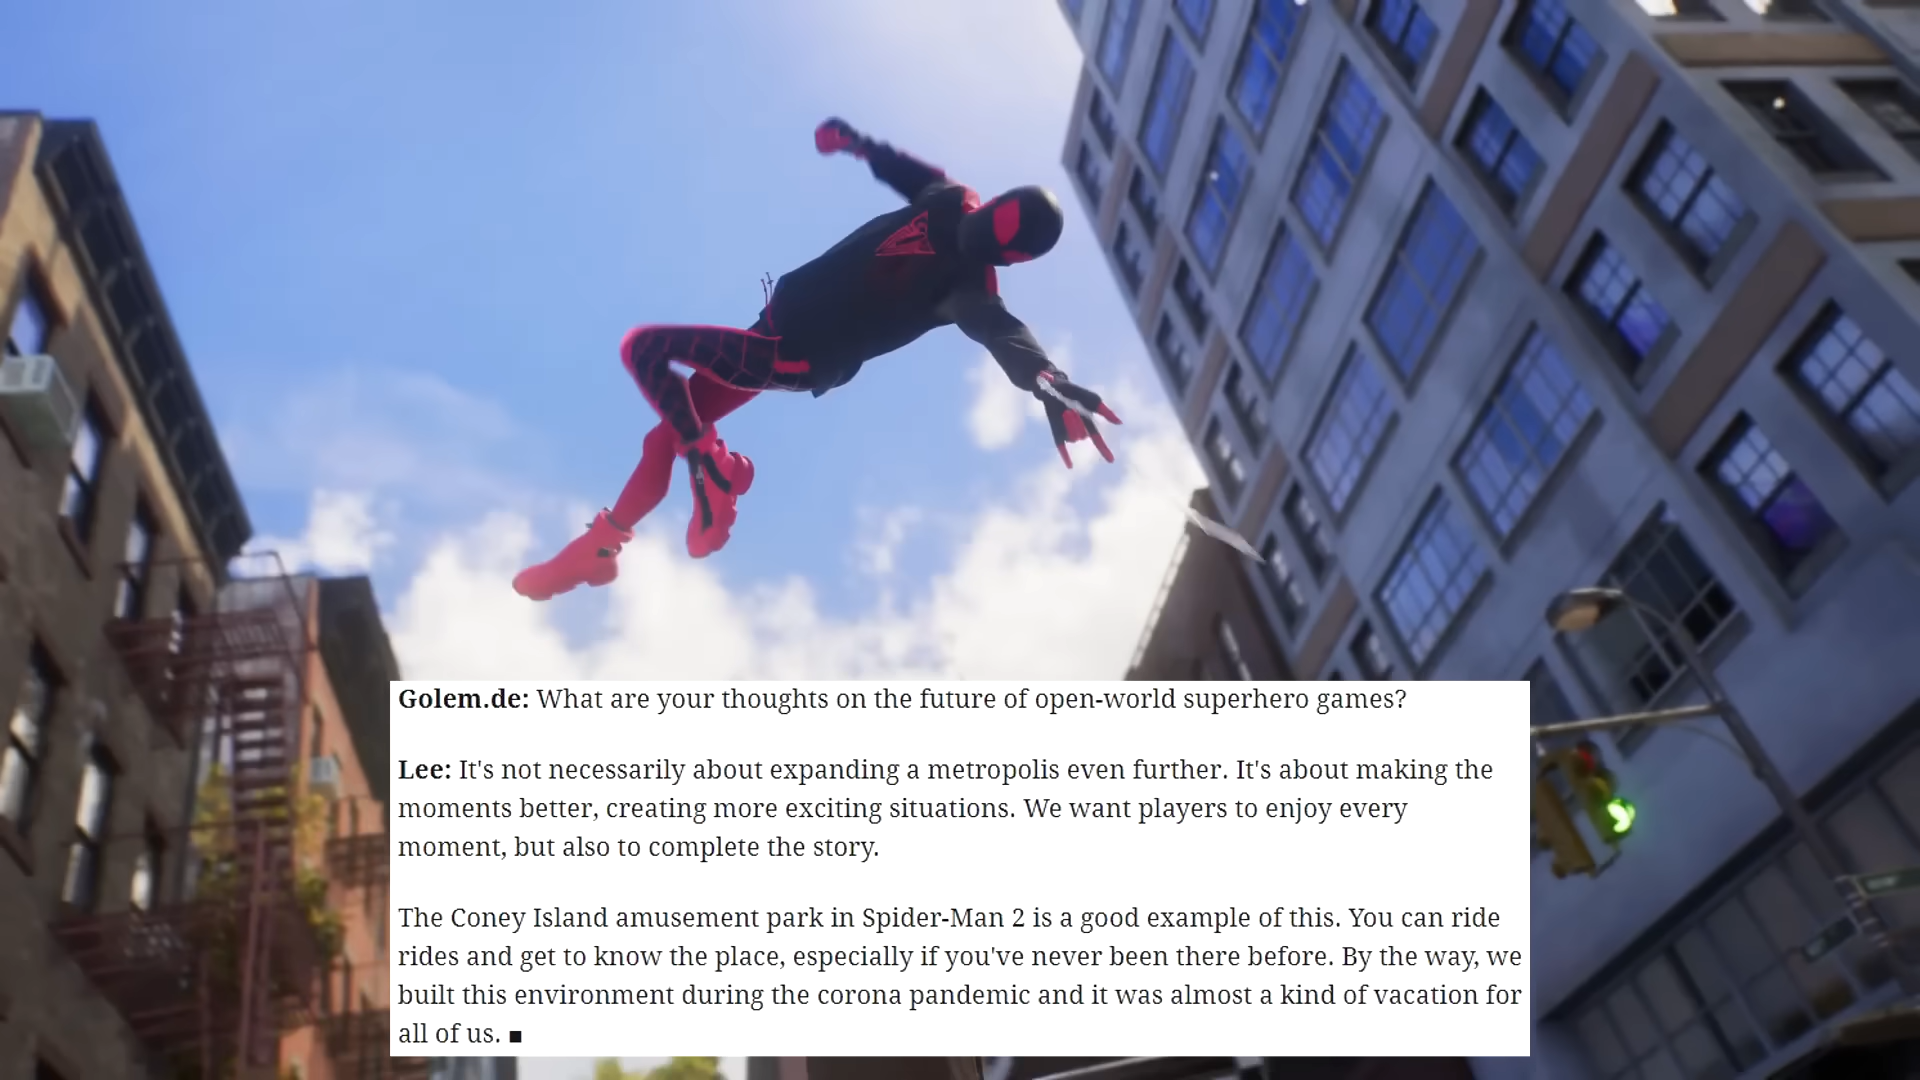 Golem.de: What are your thoughts on the future of open-world superhero games?
Lee: It's not necessarily about expanding a metropolis even further. It's about making the
moments better, creating more exciting situations. We want players to enjoy every
moment, but also to complete the story.
The Coney Island amusement park in Spider-Man 2 is a good example of this. You can ride
rides and get to know the place, especially if you've never been there before. By the way, we
built this environment during the corona pandemic and it was almost a kind of vacation for
all of us. ■